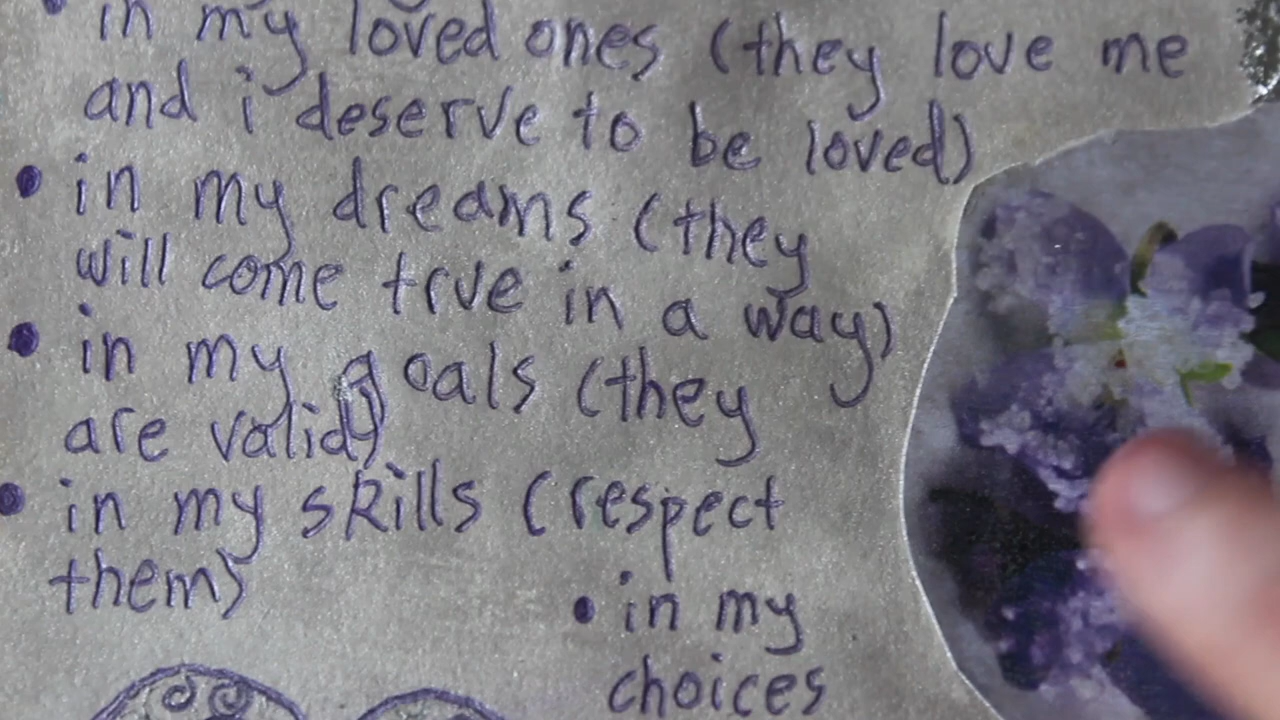 • in my loved ones (they love me
and i deserve to be loved)
• in my dreams (they
will come true in a way)
• in my goals (they
are valid)
• in my skills (respect
them)
• in my
choices